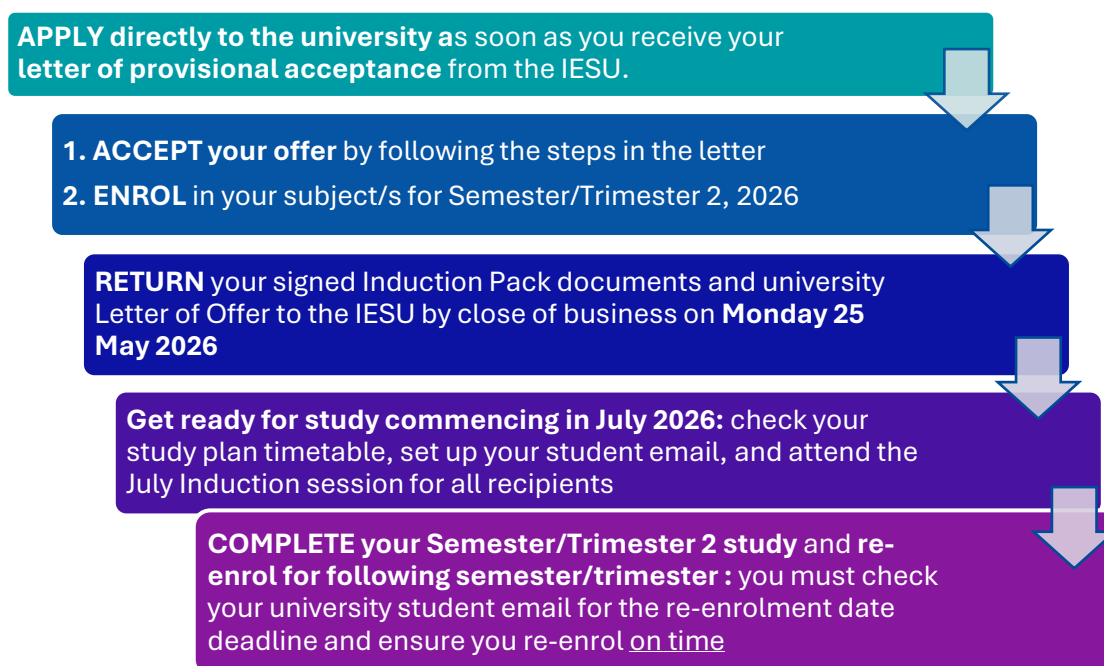 APPLY directly to the university as soon as you receive your
letter of provisional acceptance from the IESU.
1. ACCEPT your offer by following the steps in the letter
2. ENROL in your subject/s for Semester/Trimester 2, 2026
RETURN your signed Induction Pack documents and university
Letter of Offer to the IESU by close of business on Monday 25
May 2026
Get ready for study commencing in July 2026: check your
study plan timetable, set up your student email, and attend the
July Induction session for all recipients
COMPLETE your Semester/Trimester 2 study and re-
enrol for following semester/trimester : you must check
your university student email for the re-enrolment date
deadline and ensure you re-enrol on time